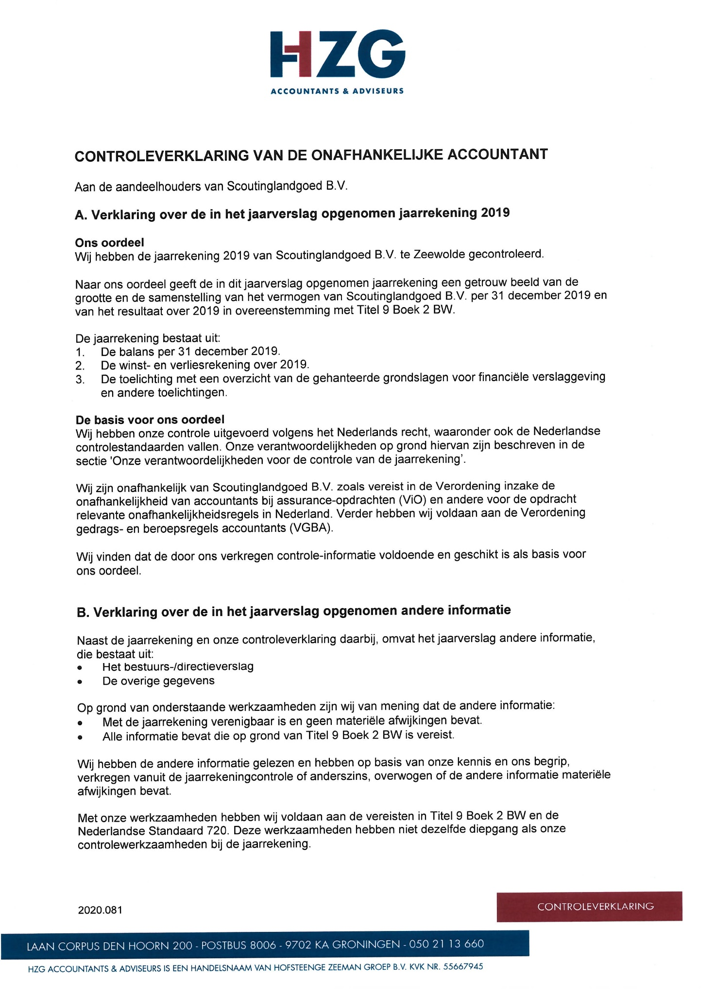 HZG
ACCOUNTANTS & ADVISEURS
CONTROLEVERKLARING VAN DE ONAFHANKELIJKE ACCOUNTANT
Aan de aandeelhouders van Scoutinglandgoed B.V.
A. Verklaring over de in het jaarverslag opgenomen jaarrekening 2019
Ons oordeel
Wij hebben de jaarrekening 2019 van Scoutinglandgoed B.V. te Zeewolde gecontroleerd.
Naar ons oordeel geeft de in dit jaarverslag opgenomen jaarrekening een getrouw beeld van de
grootte en de samenstelling van het vermogen van Scoutinglandgoed B.V. per 31 december 2019 en
van het resultaat over 2019 in overeenstemming met Titel 9 Boek 2 BW.
De jaarrekening bestaat uit:
1. De balans per 31 december 2019.
2. De winst- en verliesrekening over 2019.
3. De toelichting met een overzicht van de gehanteerde grondslagen voor financiële verslaggeving
en andere toelichtingen.
De basis voor ons oordeel
Wij hebben onze controle uitgevoerd volgens het Nederlands recht, waaronder ook de Nederlandse
controlestandaarden vallen. Onze verantwoordelijkheden op grond hiervan zijn beschreven in de
sectie 'Onze verantwoordelijkheden voor de controle van de jaarrekening'.
Wij zijn onafhankelijk van Scoutinglandgoed B.V. zoals vereist in de Verordening inzake de
onafhankelijkheid van accountants bij assurance-opdrachten (ViO) en andere voor de opdracht
relevante onafhankelijkheidsregels in Nederland. Verder hebben wij voldaan aan de Verordening
gedrags- en beroepsregels accountants (VGBA).
Wij vinden dat de door ons verkregen controle-informatie voldoende en geschikt is als basis voor
ons oordeel.
B. Verklaring over de in het jaarverslag opgenomen andere informatie
Naast de jaarrekening en onze controleverklaring daarbij, omvat het jaarverslag andere informatie,
die bestaat uit:
• Het bestuurs-/directieverslag
• De overige gegevens
Op grond van onderstaande werkzaamheden zijn wij van mening dat de andere informatie:
• Met de jaarrekening verenigbaar is en geen materiële afwijkingen bevat.
• Alle informatie bevat die op grond van Titel 9 Boek 2 BW is vereist.
Wij hebben de andere informatie gelezen en hebben op basis van onze kennis en ons begrip,
verkregen vanuit de jaarrekeningcontrole of anderszins, overwogen of de andere informatie materiële
afwijkingen bevat.
Met onze werkzaamheden hebben wij voldaan aan de vereisten in Titel 9 Boek 2 BW en de
Nederlandse Standaard 720. Deze werkzaamheden hebben niet dezelfde diepgang als onze
controlewerkzaamheden bij de jaarrekening.
2020.081
CONTROLEVERKLARING
LAAN CORPUS DEN HOORN 200 - POSTBUS 8006 - 9702 KA GRONINGEN - 050 21 13 660
HZG ACCOUNTANTS & ADVISEURS IS EEN HANDELSNAAM VAN HOFSTEENGE ZEEMAN GROEP B.V. KVK NR. 55667945